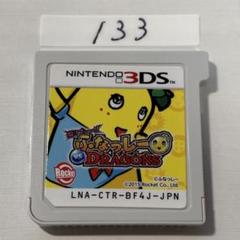 133
NINTENDO 3DS
ふなっしー
VS
DRAGONS
Rocket
©ふなっしー
©2015 Rocket Co., Ltd.
LNA-CTR-BF4J-JPN